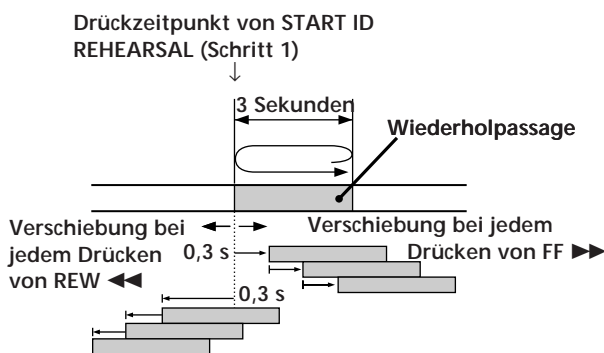 Drückzeitpunkt von START ID
REHEARSAL (Schritt 1)
3 Sekunden
Wiederholpassage
Verschiebung bei
jedem Drücken
von REW ◀◀
Verschiebung bei jedem
Drücken von FF ▶▶
0,3 s
0,3 s